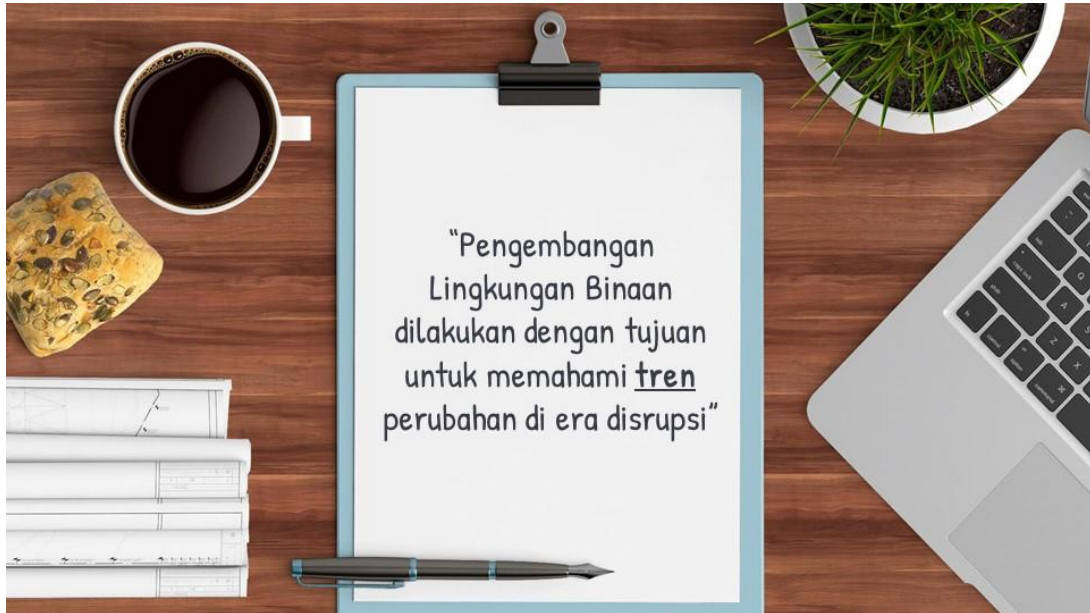 “Pengembangan
Lingkungan Binaan
dilakukan dengan tujuan
untuk memahami tren
perubahan di era disrupsi”